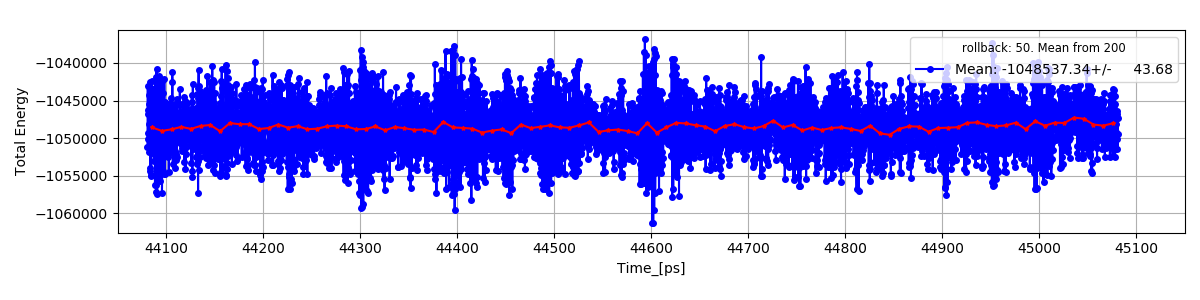 rollback: 50. Mean from 200
Mean: -1048537.34+/- 43.68
Total Energy
−1040000
−1045000
−1050000
−1055000
−1060000
44100 44200 44300 44400 44500 44600 44700 44800 44900 45000 45100
Time_[ps]